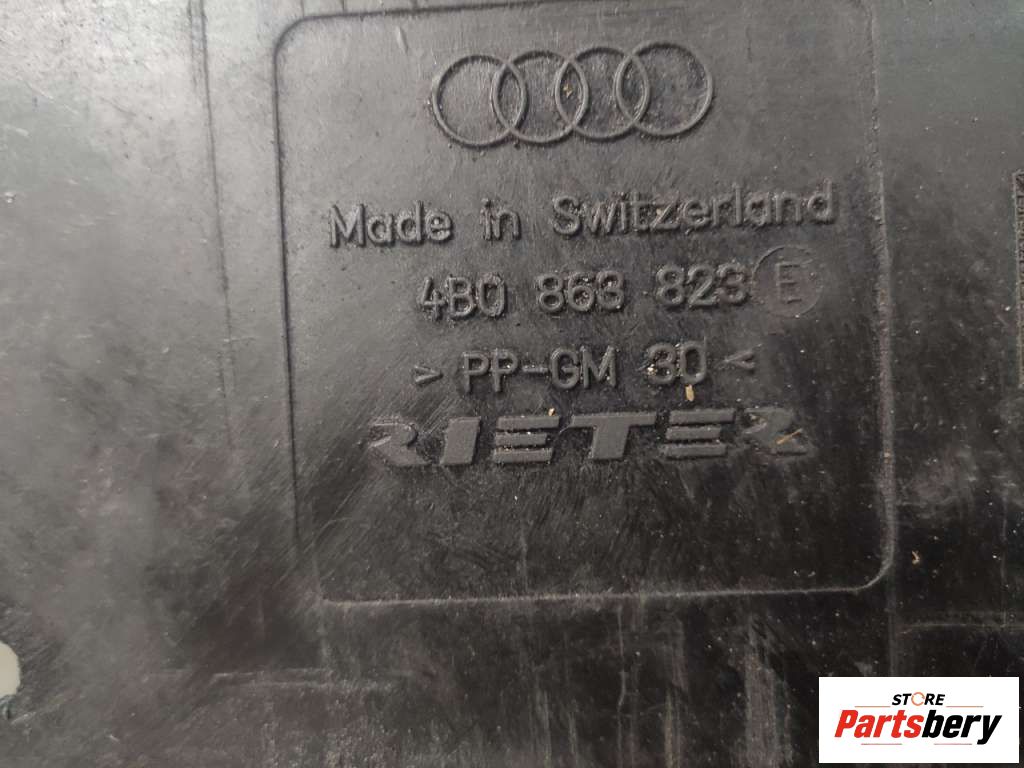 Made in Switzerland
4B0 863 823 E
> PP-GM 30 <
RIETER
STORE
Partsbery